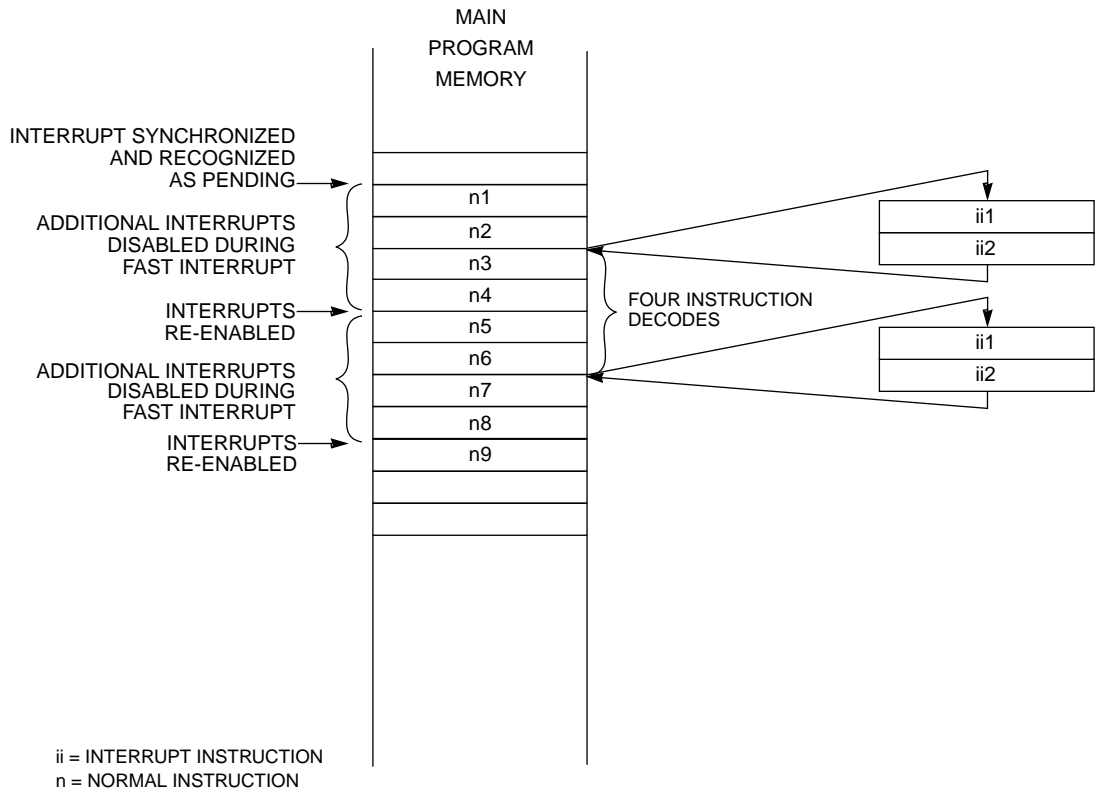 MAIN
PROGRAM
MEMORY
INTERRUPT SYNCHRONIZED
AND RECOGNIZED
AS PENDING
ADDITIONAL INTERRUPTS
DISABLED DURING
FAST INTERRUPT
INTERRUPTS
RE-ENABLED
ADDITIONAL INTERRUPTS
DISABLED DURING
FAST INTERRUPT
INTERRUPTS
RE-ENABLED
n1
n2
n3
n4
n5
n6
n7
n8
n9
FOUR INSTRUCTION
DECODES
ii1
ii2
ii1
ii2
ii = INTERRUPT INSTRUCTION
n = NORMAL INSTRUCTION